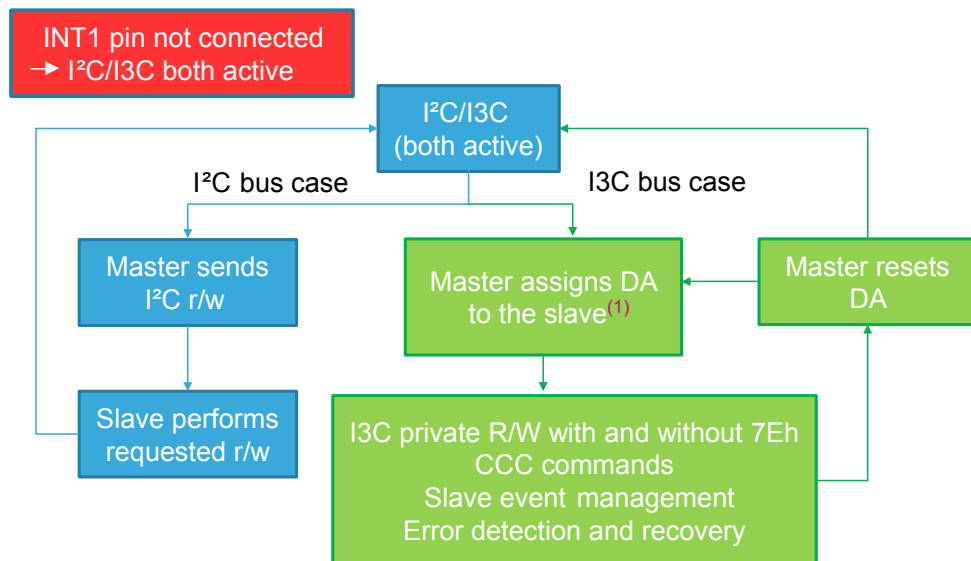 INT1 pin not connected
→ I²C/I3C both active
I²C/I3C
(both active)
I²C bus case
I3C bus case
Master sends
I²C r/w
Master assigns DA
to the slave(1)
Master resets
DA
Slave performs
requested r/w
I3C private R/W with and without 7Eh
CCC commands
Slave event management
Error detection and recovery